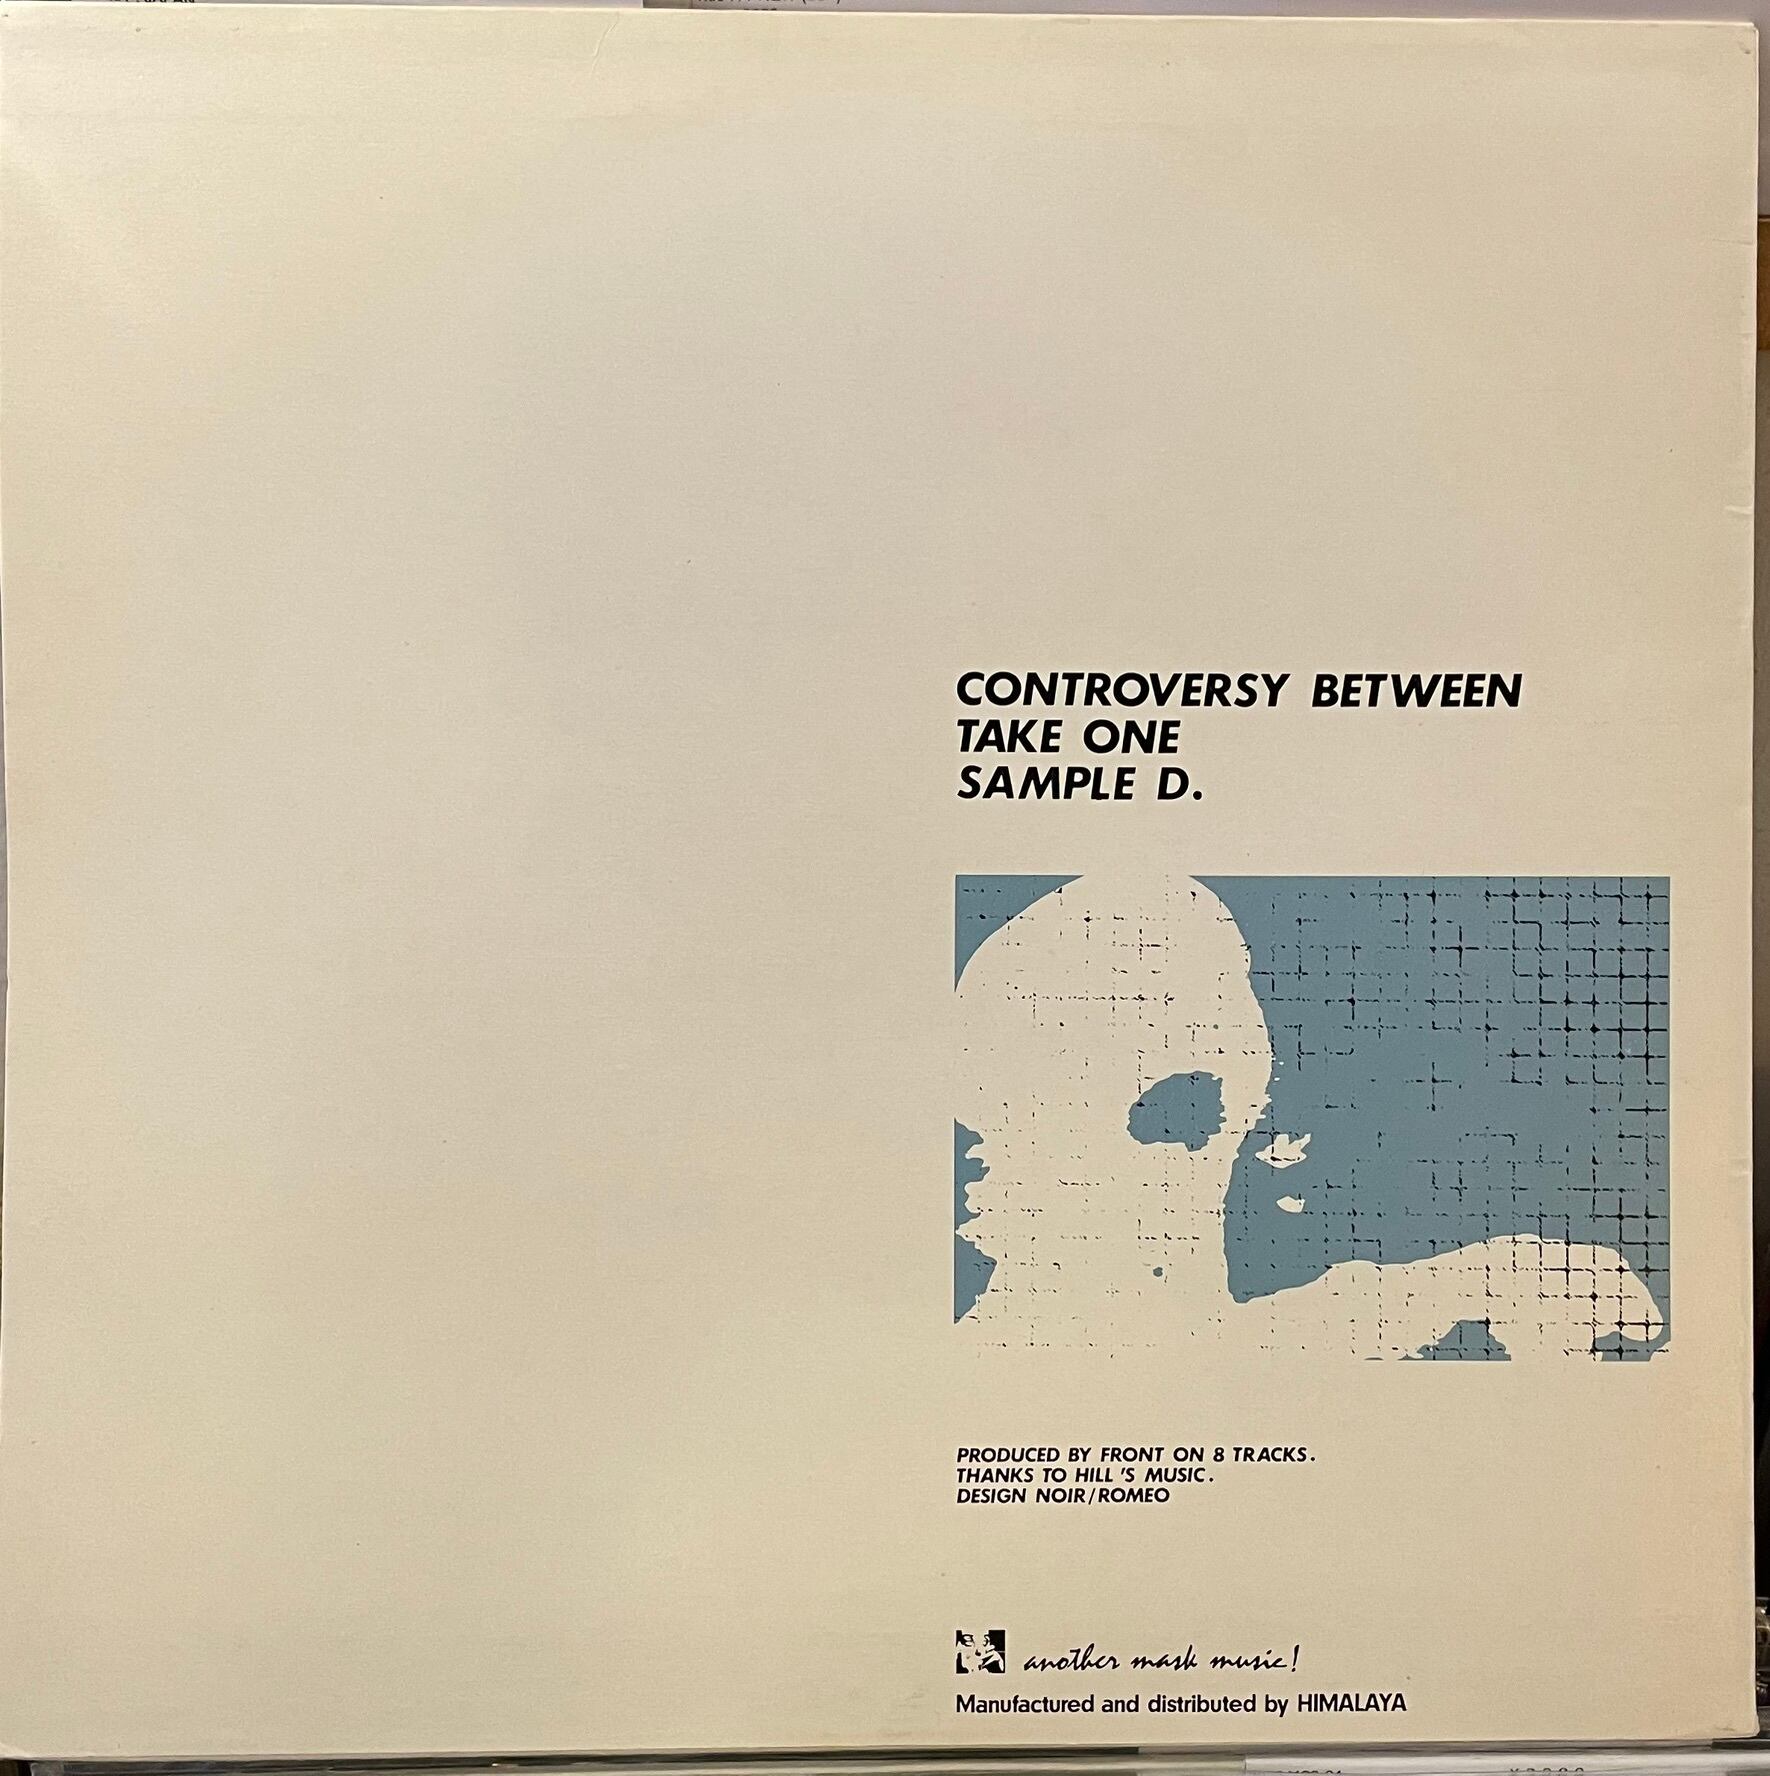 CONTROVERSY BETWEEN
TAKE ONE
SAMPLE D.
PRODUCED BY FRONT ON 8 TRACKS.
THANKS TO HILL 'S MUSIC.
DESIGN NOIR/ROMEO
another mask music!
Manufactured and distributed by HIMALAYA